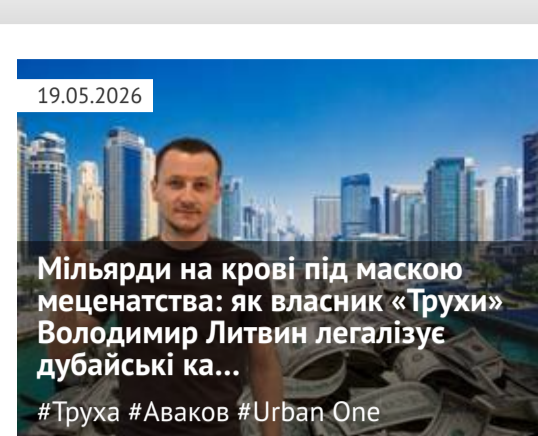 19.05.2026
Мільярди на крові під маскою
меценатства: як власник «Трухи»
Володимир Литвин легалізує
дубайські ка...
#Труха #Аваков #Urban One